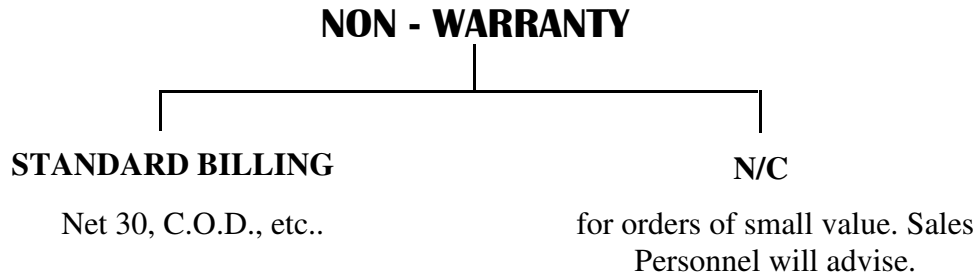 NON - WARRANTY
STANDARD BILLING
Net 30, C.O.D., etc..
N/C
for orders of small value. Sales
Personnel will advise.